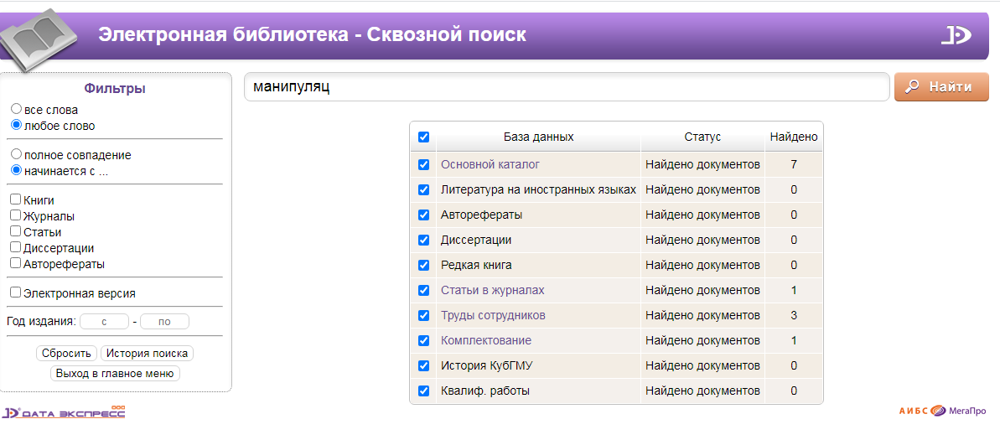 Электронная библиотека - Сквозной поиск
Фильтры
все слова
любое слово
полное совпадение
начинается с ...
Книги
Журналы
Статьи
Диссертации
Авторефераты
Электронная версия
Год издания: с - по
Сбросить История поиска
Выход в главное меню
манипуляц Найти
База данных Статус Найдено
Основной каталог Найдено документов 7
Литература на иностранных языках Найдено документов 0
Авторефераты Найдено документов 0
Диссертации Найдено документов 0
Редкая книга Найдено документов 0
Статьи в журналах Найдено документов 1
Труды сотрудников Найдено документов 3
Комплектование Найдено документов 1
История КубГМУ Найдено документов 0
Квалиф. работы Найдено документов 0
ДАТА ЭКСПРЕСС
АИБС МегаПро